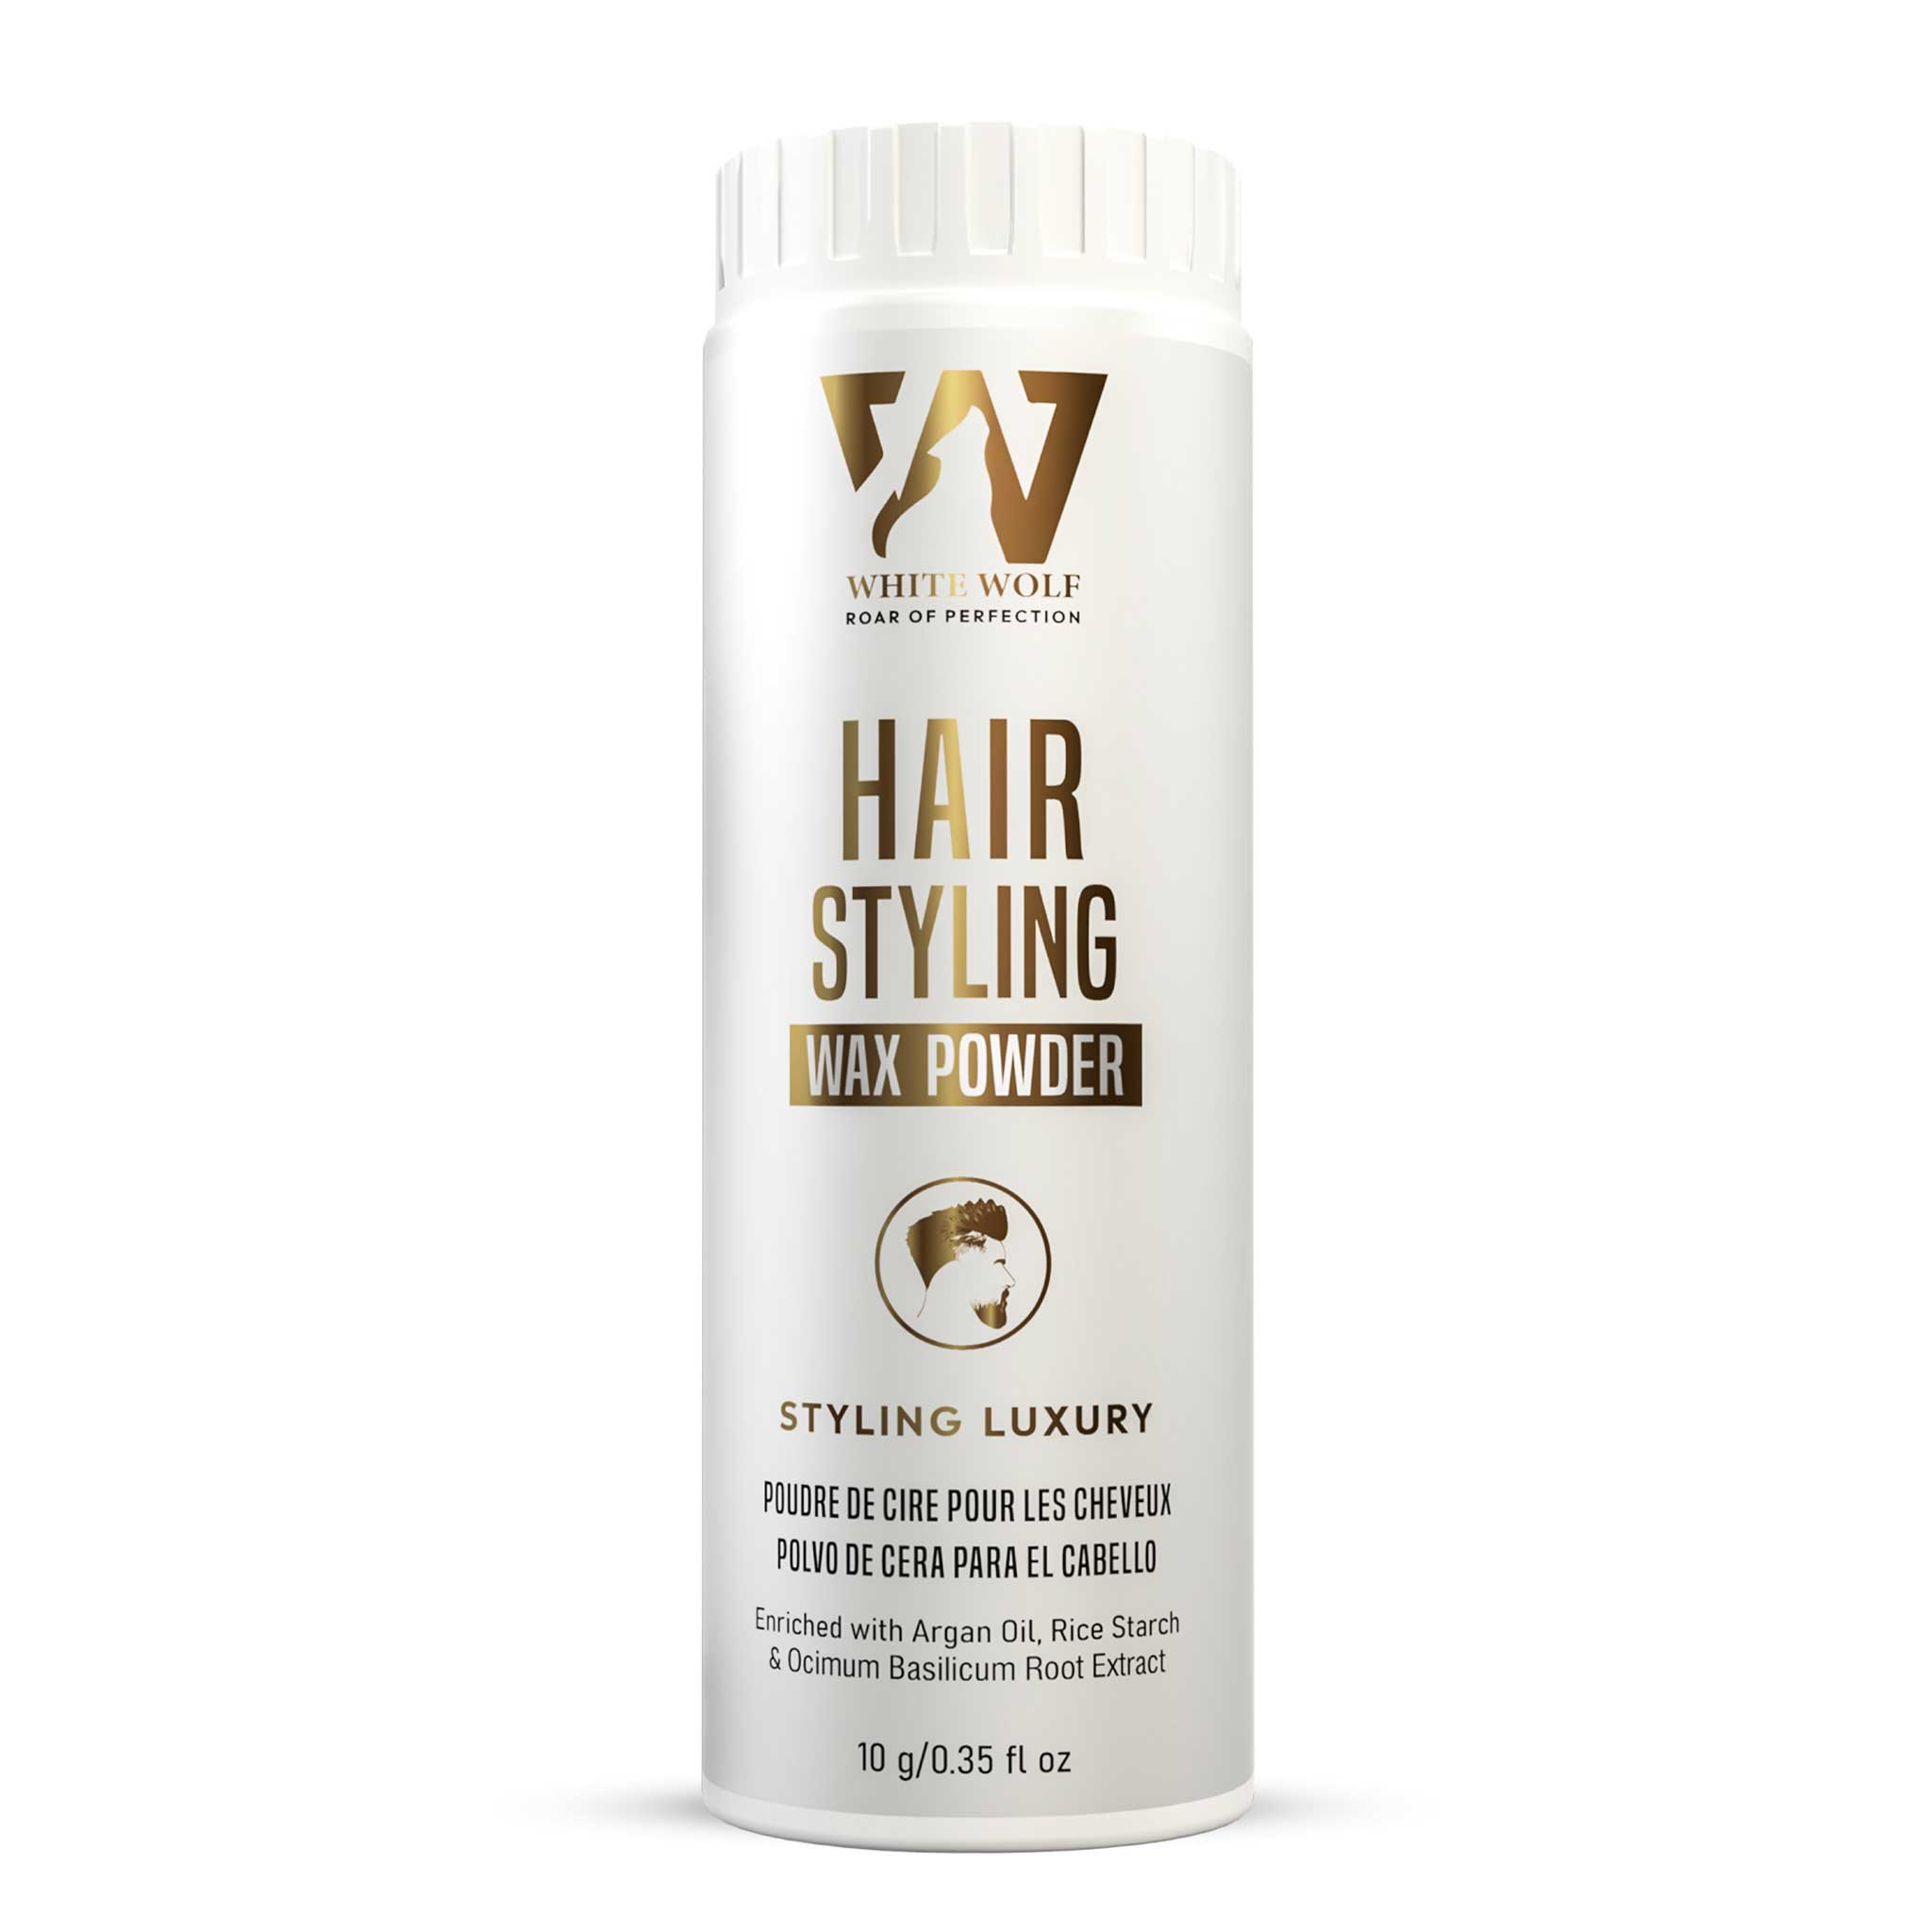 W
WHITE WOLF
ROAR OF PERFECTION
HAIR
STYLING
WAX POWDER
STYLING LUXURY
POUDRE DE CIRE POUR LES CHEVEUX
POLVO DE CERA PARA EL CABELLO
Enriched with Argan Oil, Rice Starch
& Ocimum Basilicum Root Extract
10 g/0.35 fl oz